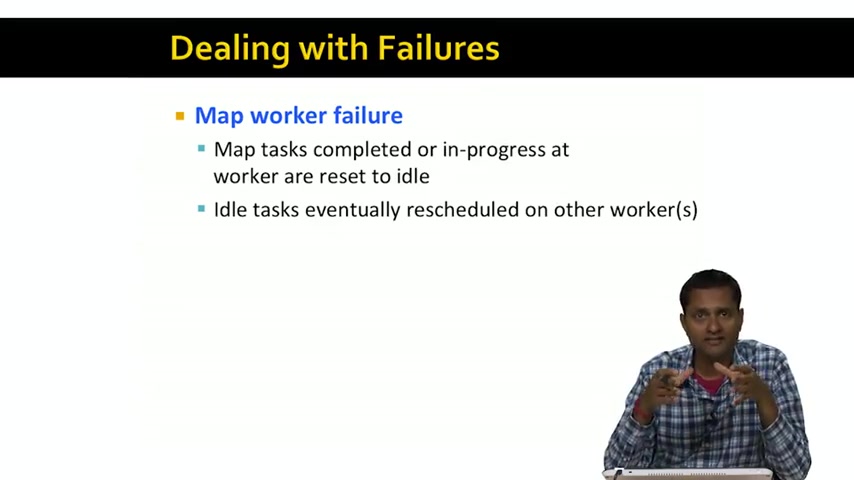 Dealing with Failures
Map worker failure
Map tasks completed or in-progress at
worker are reset to idle
Idle tasks eventually rescheduled on other worker(s)